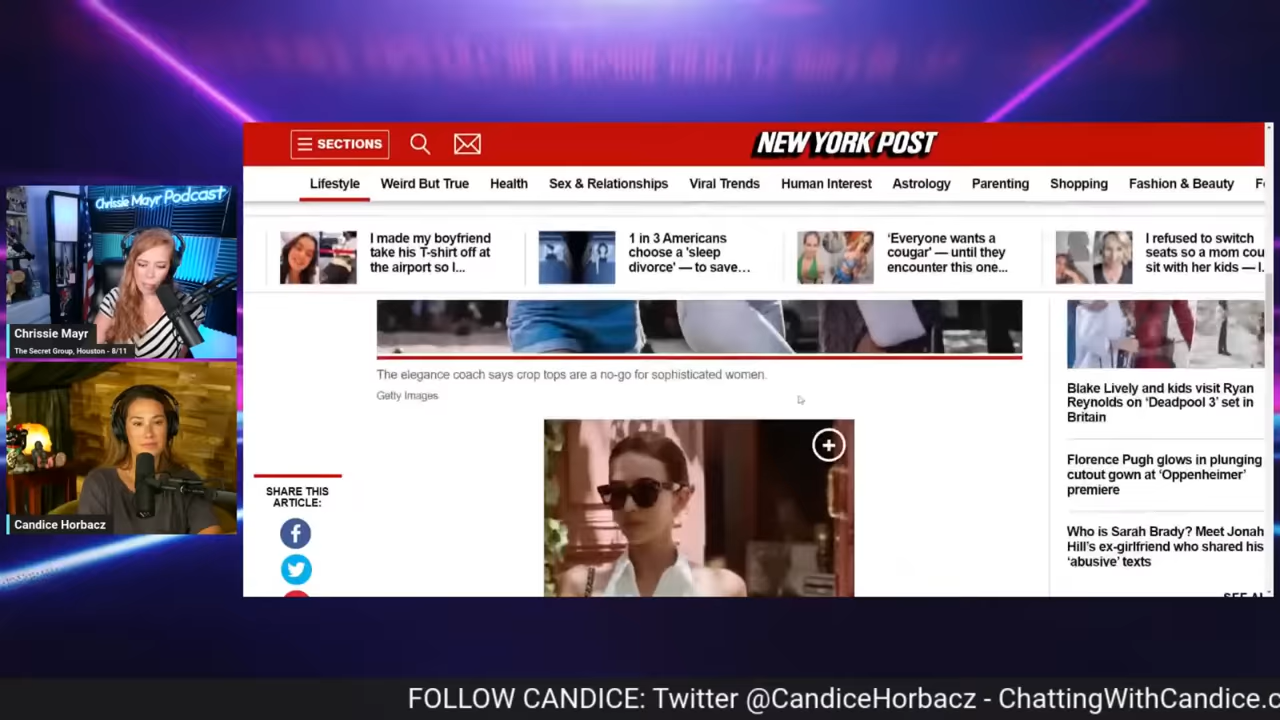 SECTIONS
NEW YORK POST
Lifestyle
Weird But True
Health
Sex & Relationships
Viral Trends
Human Interest
Astrology
Parenting
Shopping
Fashion & Beauty
I made my boyfriend
take his T-shirt off at
the airport so I...
1 in 3 Americans
choose a 'sleep
divorce' — to save...
'Everyone wants a
cougar' — until they
encounter this one...
I refused to switch
seats so a mom cou
sit with her kids — I.
Chrissie Mayr Podcast
Chrissie Mayr
The Secret Group, Houston - 8/11
Candice Horbacz
The elegance coach says crop tops are a no-go for sophisticated women.
Getty Images
SHARE THIS
ARTICLE:
Blake Lively and kids visit Ryan
Reynolds on 'Deadpool 3' set in
Britain
Florence Pugh glows in plunging
cutout gown at 'Oppenheimer'
premiere
Who is Sarah Brady? Meet Jonah
Hill's ex-girlfriend who shared his
'abusive' texts
FOLLOW CANDICE: Twitter @CandiceHorbacz - ChattingWithCandice.c